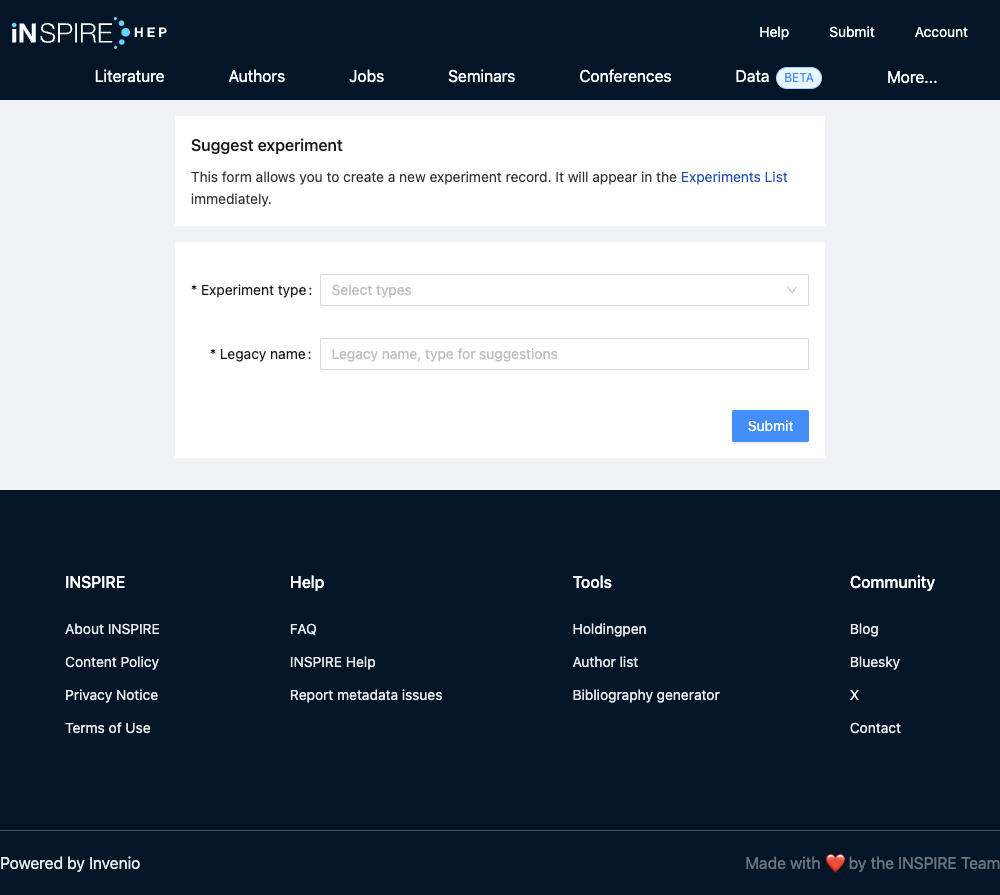 iNSPIRE HEP
Help Submit Account
Literature Authors Jobs Seminars Conferences Data BETA More...
Suggest experiment
This form allows you to create a new experiment record. It will appear in the Experiments List
immediately.
* Experiment type: Select types
* Legacy name: Legacy name, type for suggestions
Submit
INSPIRE
About INSPIRE
Content Policy
Privacy Notice
Terms of Use
Help
FAQ
INSPIRE Help
Report metadata issues
Tools
Holdingpen
Author list
Bibliography generator
Community
Blog
Bluesky
X
Contact
Powered by Invenio
Made with ❤️ by the INSPIRE Team